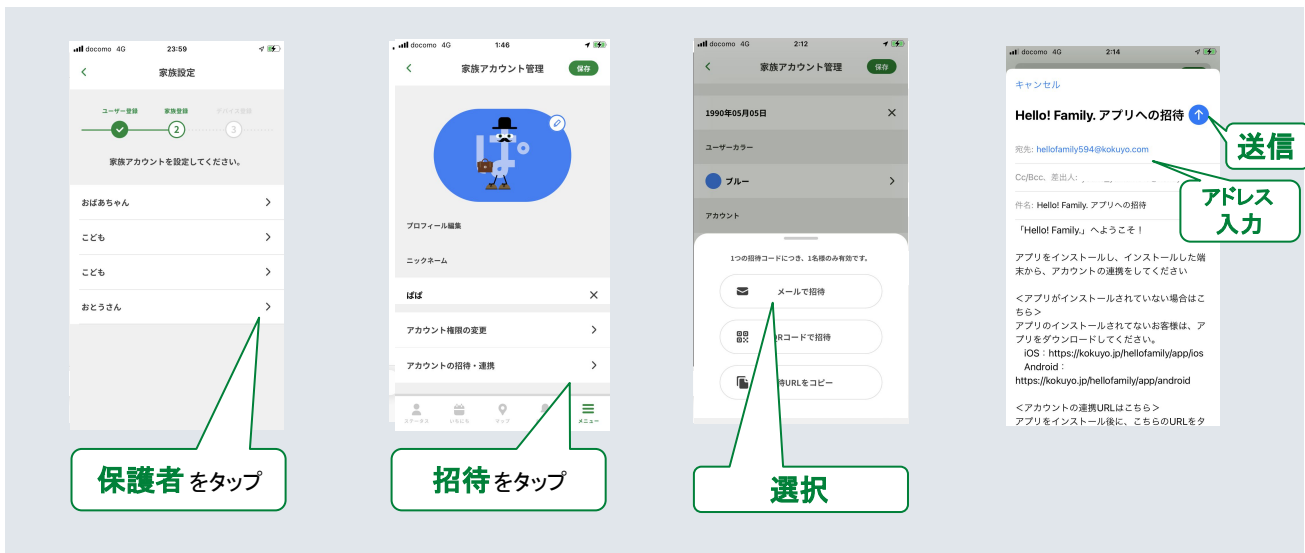 docomo 4G 23:59
家族設定
ユーザー登録 家族登録 デバイス登録
2 3
家族アカウントを設定してください。
おばあちゃん
こども
こども
おとうさん
保護者をタップ
docomo 4G 1:46
家族アカウント管理 保存
ぱ。
プロフィール編集
ニックネーム
ぱぱ
アカウント権限の変更
アカウントの招待・連携
ステータス いちにち マップ
メニュー
招待をタップ
docomo 4G 2:12
家族アカウント管理 保存
1990年05月05日
ユーザーカラー
ブルー
アカウント
1つの招待コードにつき、1名様のみ有効です。
メールで招待
QRコードで招待
待URLをコピー
選択
docomo 4G 2:14
キャンセル
Hello! Family. アプリへの招待
送信
宛先: hellofamily594@kokuyo.com
Cc/Bcc、差出人:
アドレス
入力
件名: Hello! Family. アプリへの招待
「Hello! Family.」へようこそ！
アプリをインストールし、インストールした端
末から、アカウントの連携をしてください
＜アプリがインストールされていない場合はこ
ちら＞
アプリのインストールされてないお客様は、ア
プリをダウンロードしてください。
iOS：https://kokuyo.jp/hellofamily/app/ios
Android：
https://kokuyo.jp/hellofamily/app/android
＜アカウントの連携URLはこちら＞
アプリをインストール後に、こちらのURLをタ